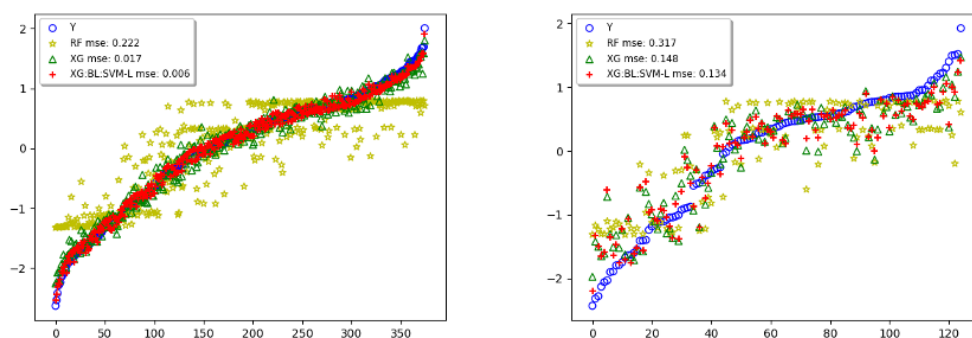 Y
RF mse: 0.222
XG mse: 0.017
XG:BL:SVM-L mse: 0.006
2
1
0
−1
−2
0 50 100 150 200 250 300 350
Y
RF mse: 0.317
XG mse: 0.148
XG:BL:SVM-L mse: 0.134
2
1
0
−1
−2
0 20 40 60 80 100 120